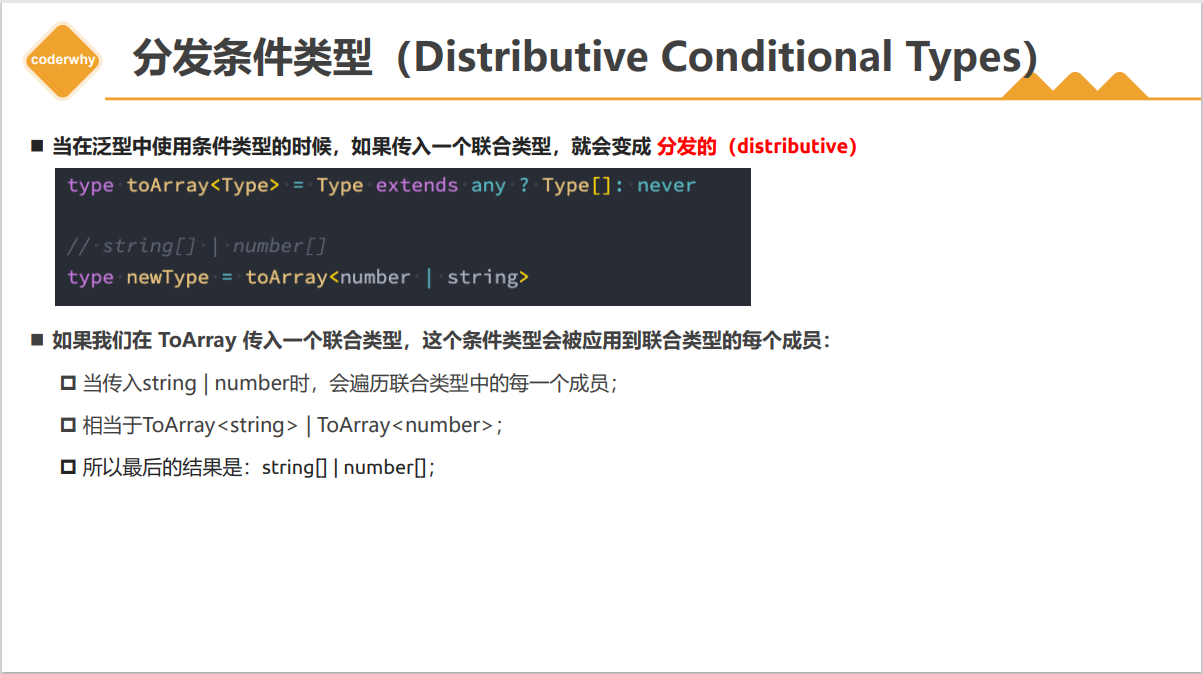 coderwhy
分发条件类型（Distributive Conditional Types）
当在泛型中使用条件类型的时候，如果传入一个联合类型，就会变成 分发的（distributive）
type toArray<Type> = Type extends any ? Type[]: never
// string[] | number[]
type newType = toArray<number | string>
如果我们在 ToArray 传入一个联合类型，这个条件类型会被应用到联合类型的每个成员：
当传入string | number时，会遍历联合类型中的每一个成员；
相当于ToArray<string> | ToArray<number>；
所以最后的结果是：string[] | number[]；